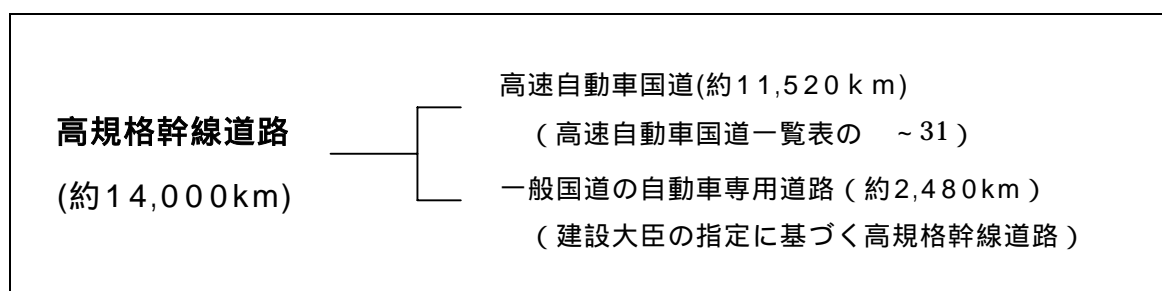 高規格幹線道路
(約14,000km)
高速自動車国道(約11,520km)
（高速自動車国道一覧表の　~31）
一般国道の自動車専用道路（約2,480km）
（建設大臣の指定に基づく高規格幹線道路）